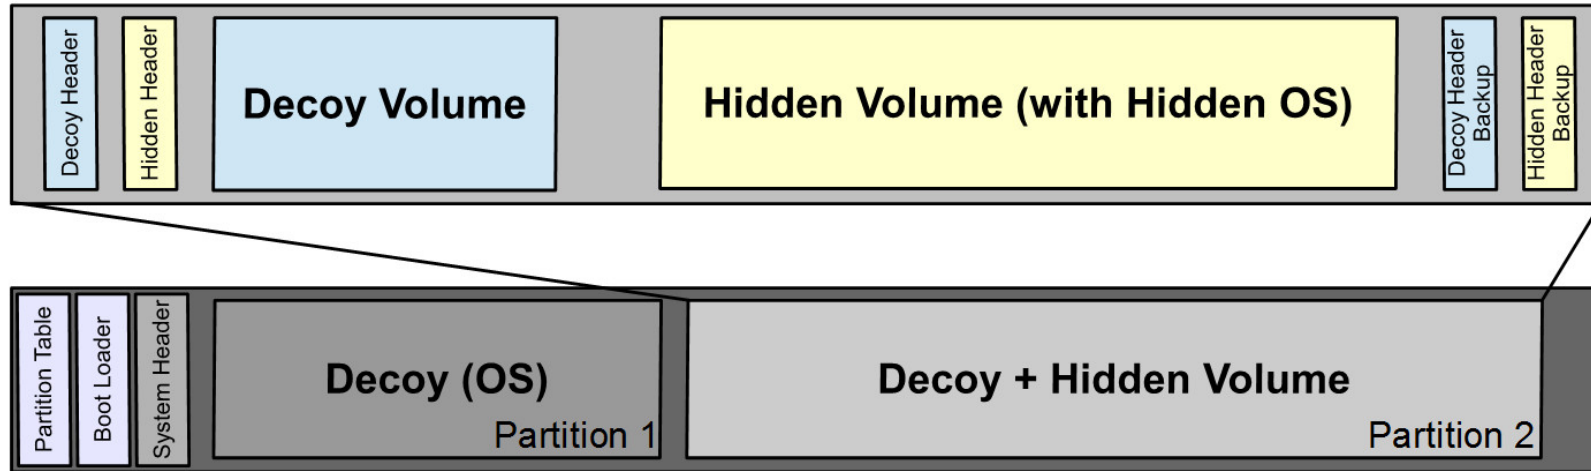 Decoy Header
Hidden Header
Decoy Volume
Hidden Volume (with Hidden OS)
Decoy Header
Backup
Hidden Header
Backup
Partition Table
Boot Loader
System Header
Decoy (OS)
Partition 1
Decoy + Hidden Volume
Partition 2